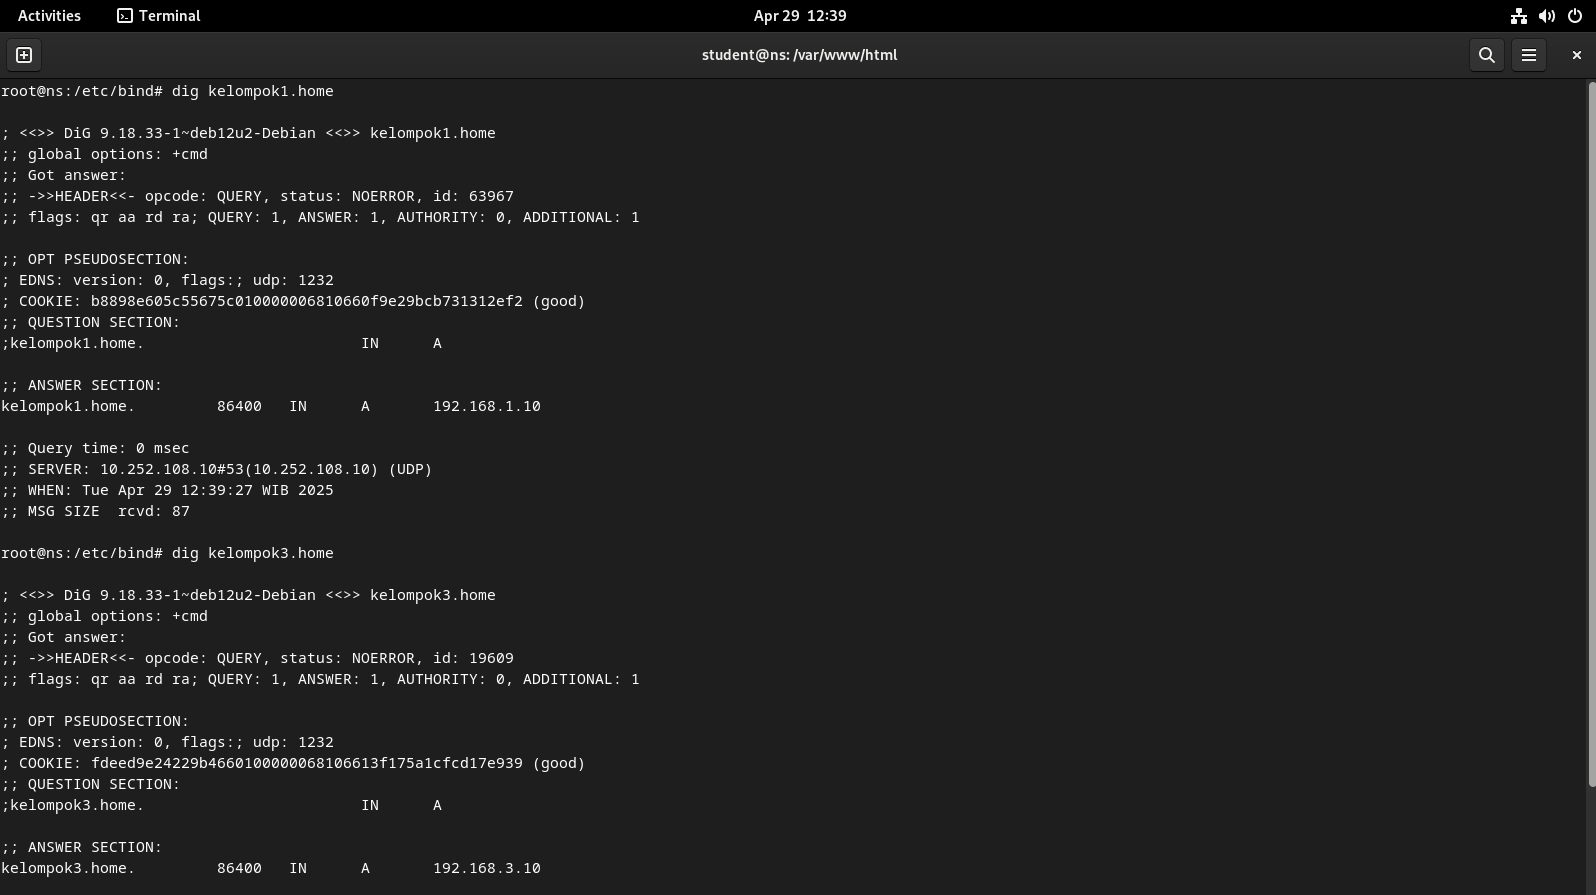 Activities Terminal Apr 29 12:39
student@ns: /var/www/html
root@ns:/etc/bind# dig kelompok1.home

; <<>> DiG 9.18.33-1~deb12u2-Debian <<>> kelompok1.home
;; global options: +cmd
;; Got answer:
;; ->>HEADER<<- opcode: QUERY, status: NOERROR, id: 63967
;; flags: qr aa rd ra; QUERY: 1, ANSWER: 1, AUTHORITY: 0, ADDITIONAL: 1

;; OPT PSEUDOSECTION:
; EDNS: version: 0, flags:; udp: 1232
; COOKIE: b8898e605c55675c010000006810660f9e29bcb731312ef2 (good)
;; QUESTION SECTION:
;kelompok1.home. IN A

;; ANSWER SECTION:
kelompok1.home. 86400 IN A 192.168.1.10

;; Query time: 0 msec
;; SERVER: 10.252.108.10#53(10.252.108.10) (UDP)
;; WHEN: Tue Apr 29 12:39:27 WIB 2025
;; MSG SIZE  rcvd: 87

root@ns:/etc/bind# dig kelompok3.home

; <<>> DiG 9.18.33-1~deb12u2-Debian <<>> kelompok3.home
;; global options: +cmd
;; Got answer:
;; ->>HEADER<<- opcode: QUERY, status: NOERROR, id: 19609
;; flags: qr aa rd ra; QUERY: 1, ANSWER: 1, AUTHORITY: 0, ADDITIONAL: 1

;; OPT PSEUDOSECTION:
; EDNS: version: 0, flags:; udp: 1232
; COOKIE: fdeed9e24229b4660100000068106613f175a1cfcd17e939 (good)
;; QUESTION SECTION:
;kelompok3.home. IN A

;; ANSWER SECTION:
kelompok3.home. 86400 IN A 192.168.3.10